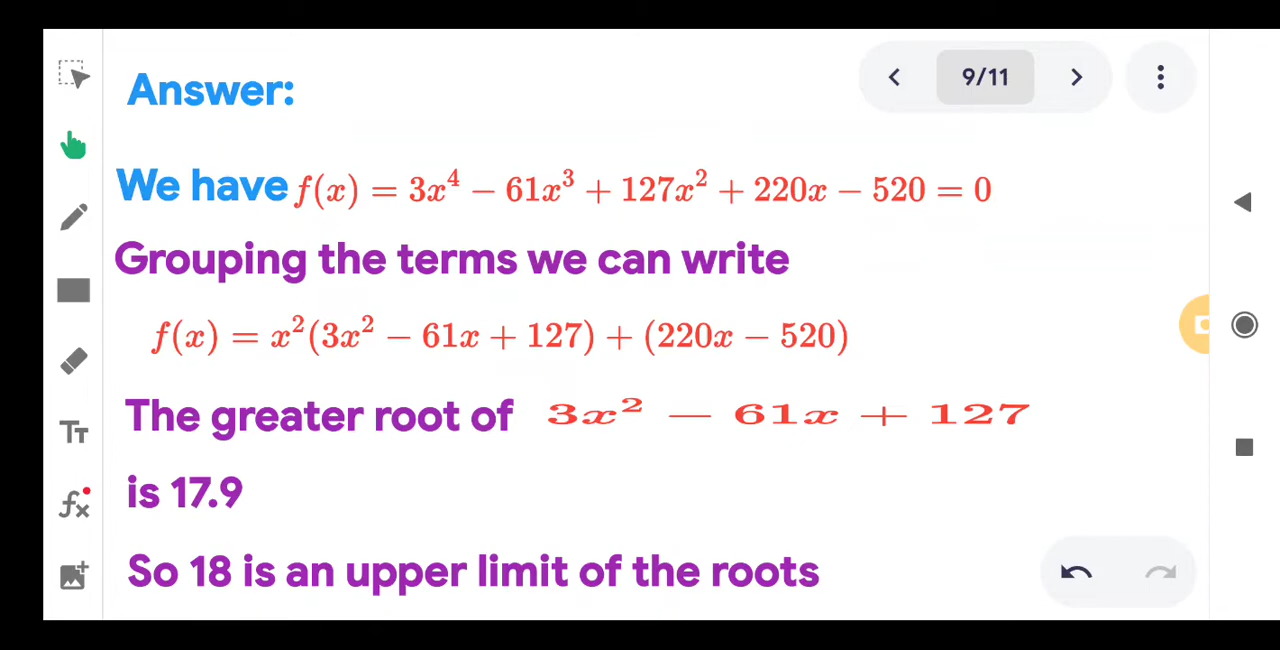 Answer:
9/11
We have f(x) = 3x⁴ − 61x³ + 127x² + 220x − 520 = 0
Grouping the terms we can write
f(x) = x²(3x² − 61x + 127) + (220x − 520)
The greater root of 3x² − 61x + 127
is 17.9
So 18 is an upper limit of the roots
Tт
fx